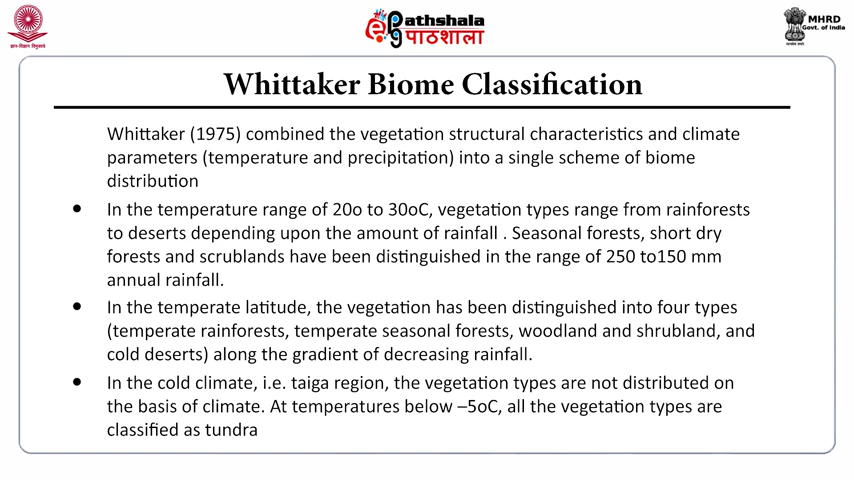 Pathshala
पाठशाला
MHRD
Govt. of India
Whittaker Biome Classification
Whittaker (1975) combined the vegetation structural characteristics and climate
parameters (temperature and precipitation) into a single scheme of biome
distribution
• In the temperature range of 20o to 30oC, vegetation types range from rainforests
to deserts depending upon the amount of rainfall . Seasonal forests, short dry
forests and scrublands have been distinguished in the range of 250 to150 mm
annual rainfall.
• In the temperate latitude, the vegetation has been distinguished into four types
(temperate rainforests, temperate seasonal forests, woodland and shrubland, and
cold deserts) along the gradient of decreasing rainfall.
• In the cold climate, i.e. taiga region, the vegetation types are not distributed on
the basis of climate. At temperatures below –5oC, all the vegetation types are
classified as tundra